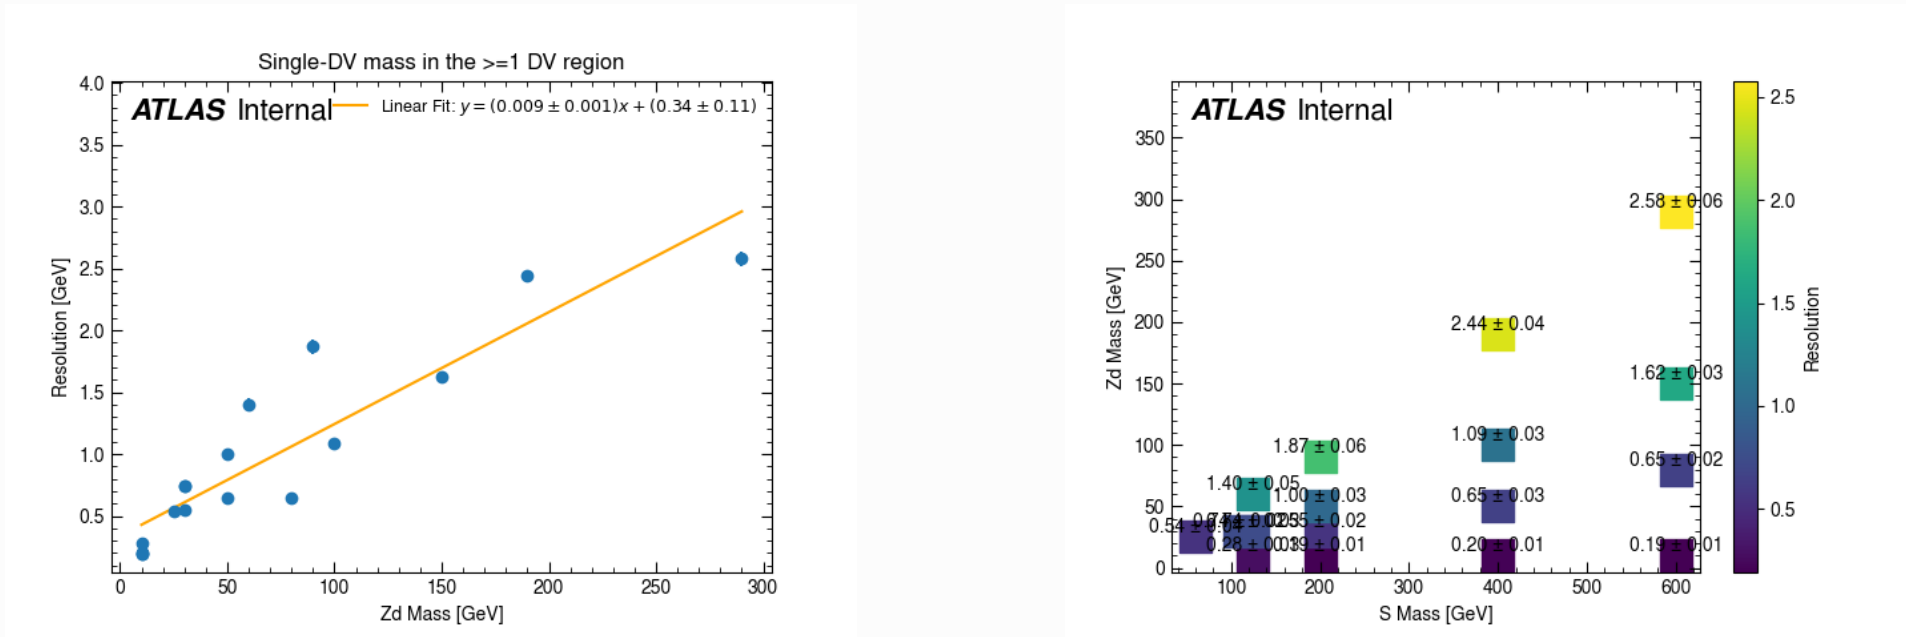 Single-DV mass in the >=1 DV region
ATLAS Internal
Linear Fit: y = (0.009 ± 0.001)x + (0.34 ± 0.11)
4.0
3.5
3.0
2.5
2.0
1.5
1.0
0.5
Resolution [GeV]
0 50 100 150 200 250 300
Zd Mass [GeV]
ATLAS Internal
350
300
250
200
150
100
50
0
Zd Mass [GeV]
2.58 ± 0.06
2.44 ± 0.04
1.62 ± 0.03
1.87 ± 0.06
1.09 ± 0.03
0.65 ± 0.02
1.40 ± 0.05
1.00 ± 0.03
0.65 ± 0.03
0.28 ±
0.19 ± 0.01
0.20 ± 0.01
0.19 ± 0.01
100 200 300 400 500 600
S Mass [GeV]
2.5
2.0
1.5
1.0
0.5
Resolution